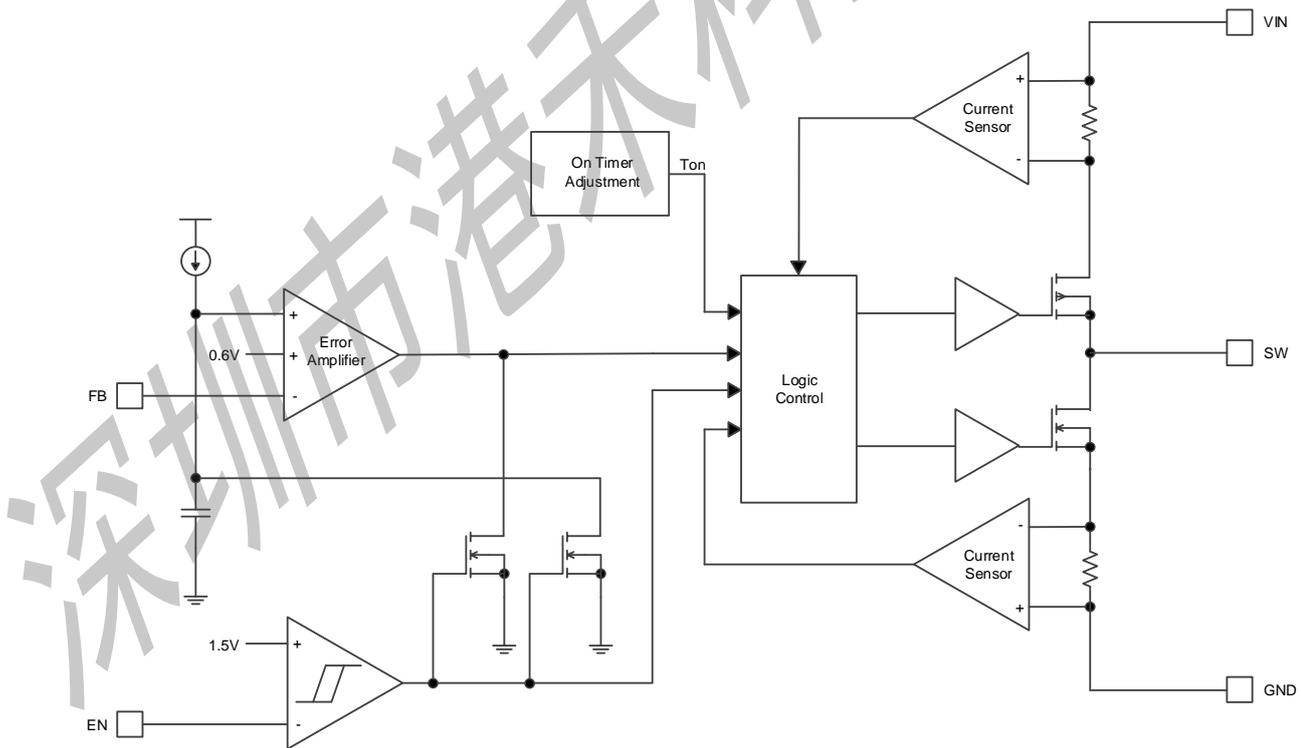 VIN
+
Current
Sensor
-
On Timer
Adjustment
Ton
+
Error
Amplifier
0.6V
+
FB
-
Logic
Control
SW
-
Current
Sensor
+
1.5V
+
EN
-
GND
深圳市港禾科